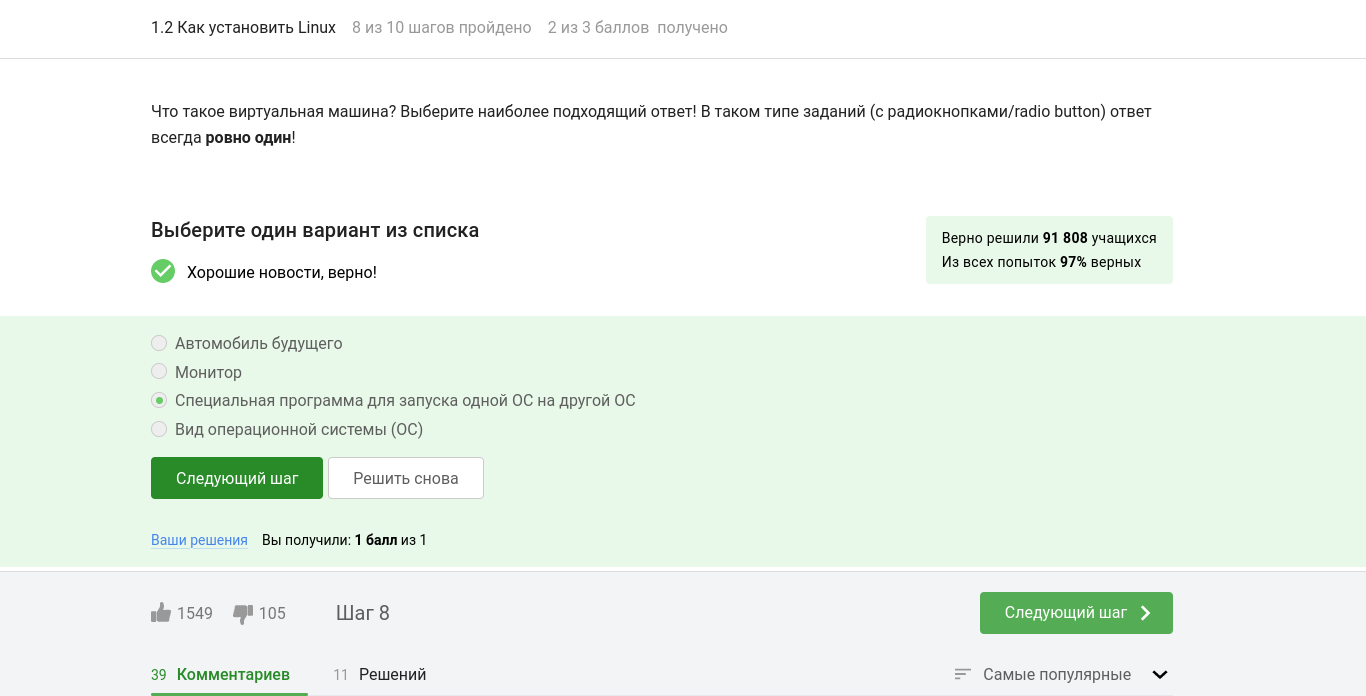 1.2 Как установить Linux 8 из 10 шагов пройдено 2 из 3 баллов получено
Что такое виртуальная машина? Выберите наиболее подходящий ответ! В таком типе заданий (с радиокнопками/radio button) ответ
всегда ровно один!
Выберите один вариант из списка
Хорошие новости, верно!
Верно решили 91 808 учащихся
Из всех попыток 97% верных
Автомобиль будущего
Монитор
Специальная программа для запуска одной ОС на другой ОС
Вид операционной системы (ОС)
Следующий шаг Решить снова
Ваши решения Вы получили: 1 балл из 1
1549 105 Шаг 8 Следующий шаг
39 Комментариев 11 Решений Самые популярные